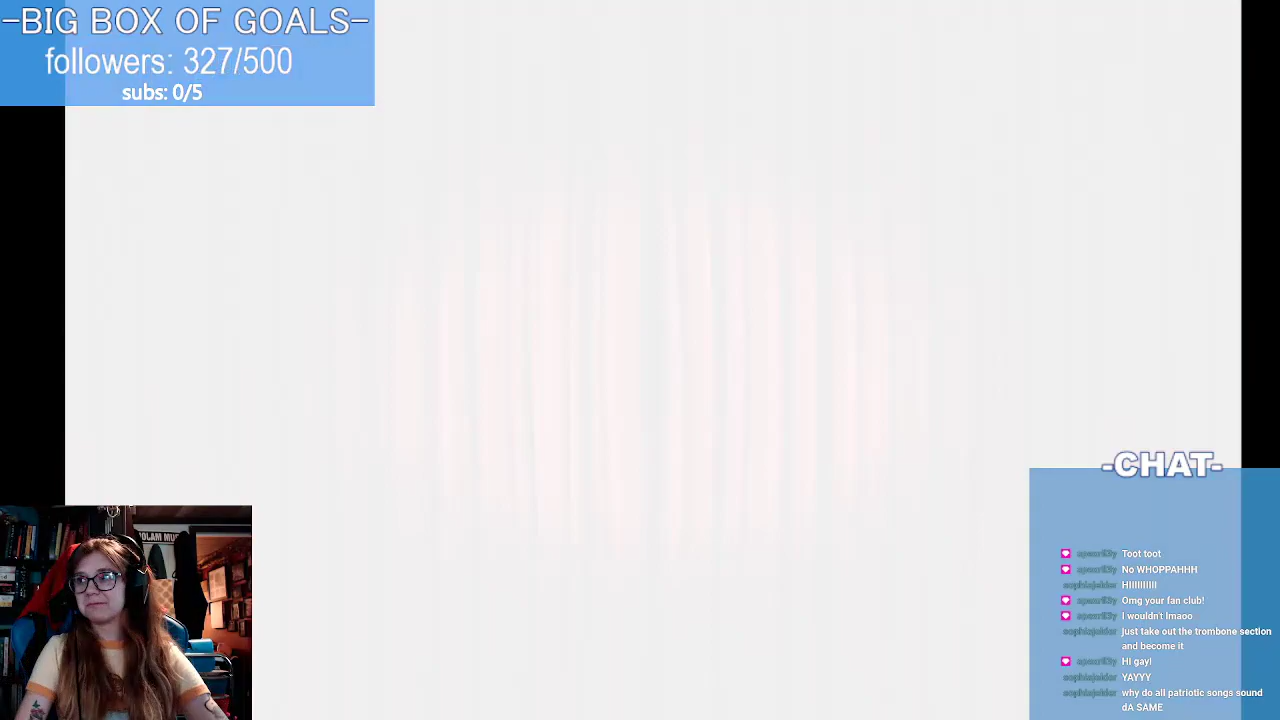 -BIG BOX OF GOALS-
followers: 327/500
subs: 0/5
-CHAT-
Toot toot
No WHOPPAHHH
HIIIIIIIIII
Omg your fan club!
I wouldn't lmaoo
just take out the trombone section
and become it
Hi gay!
YAYYY
why do all patriotic songs sound
dA SAME